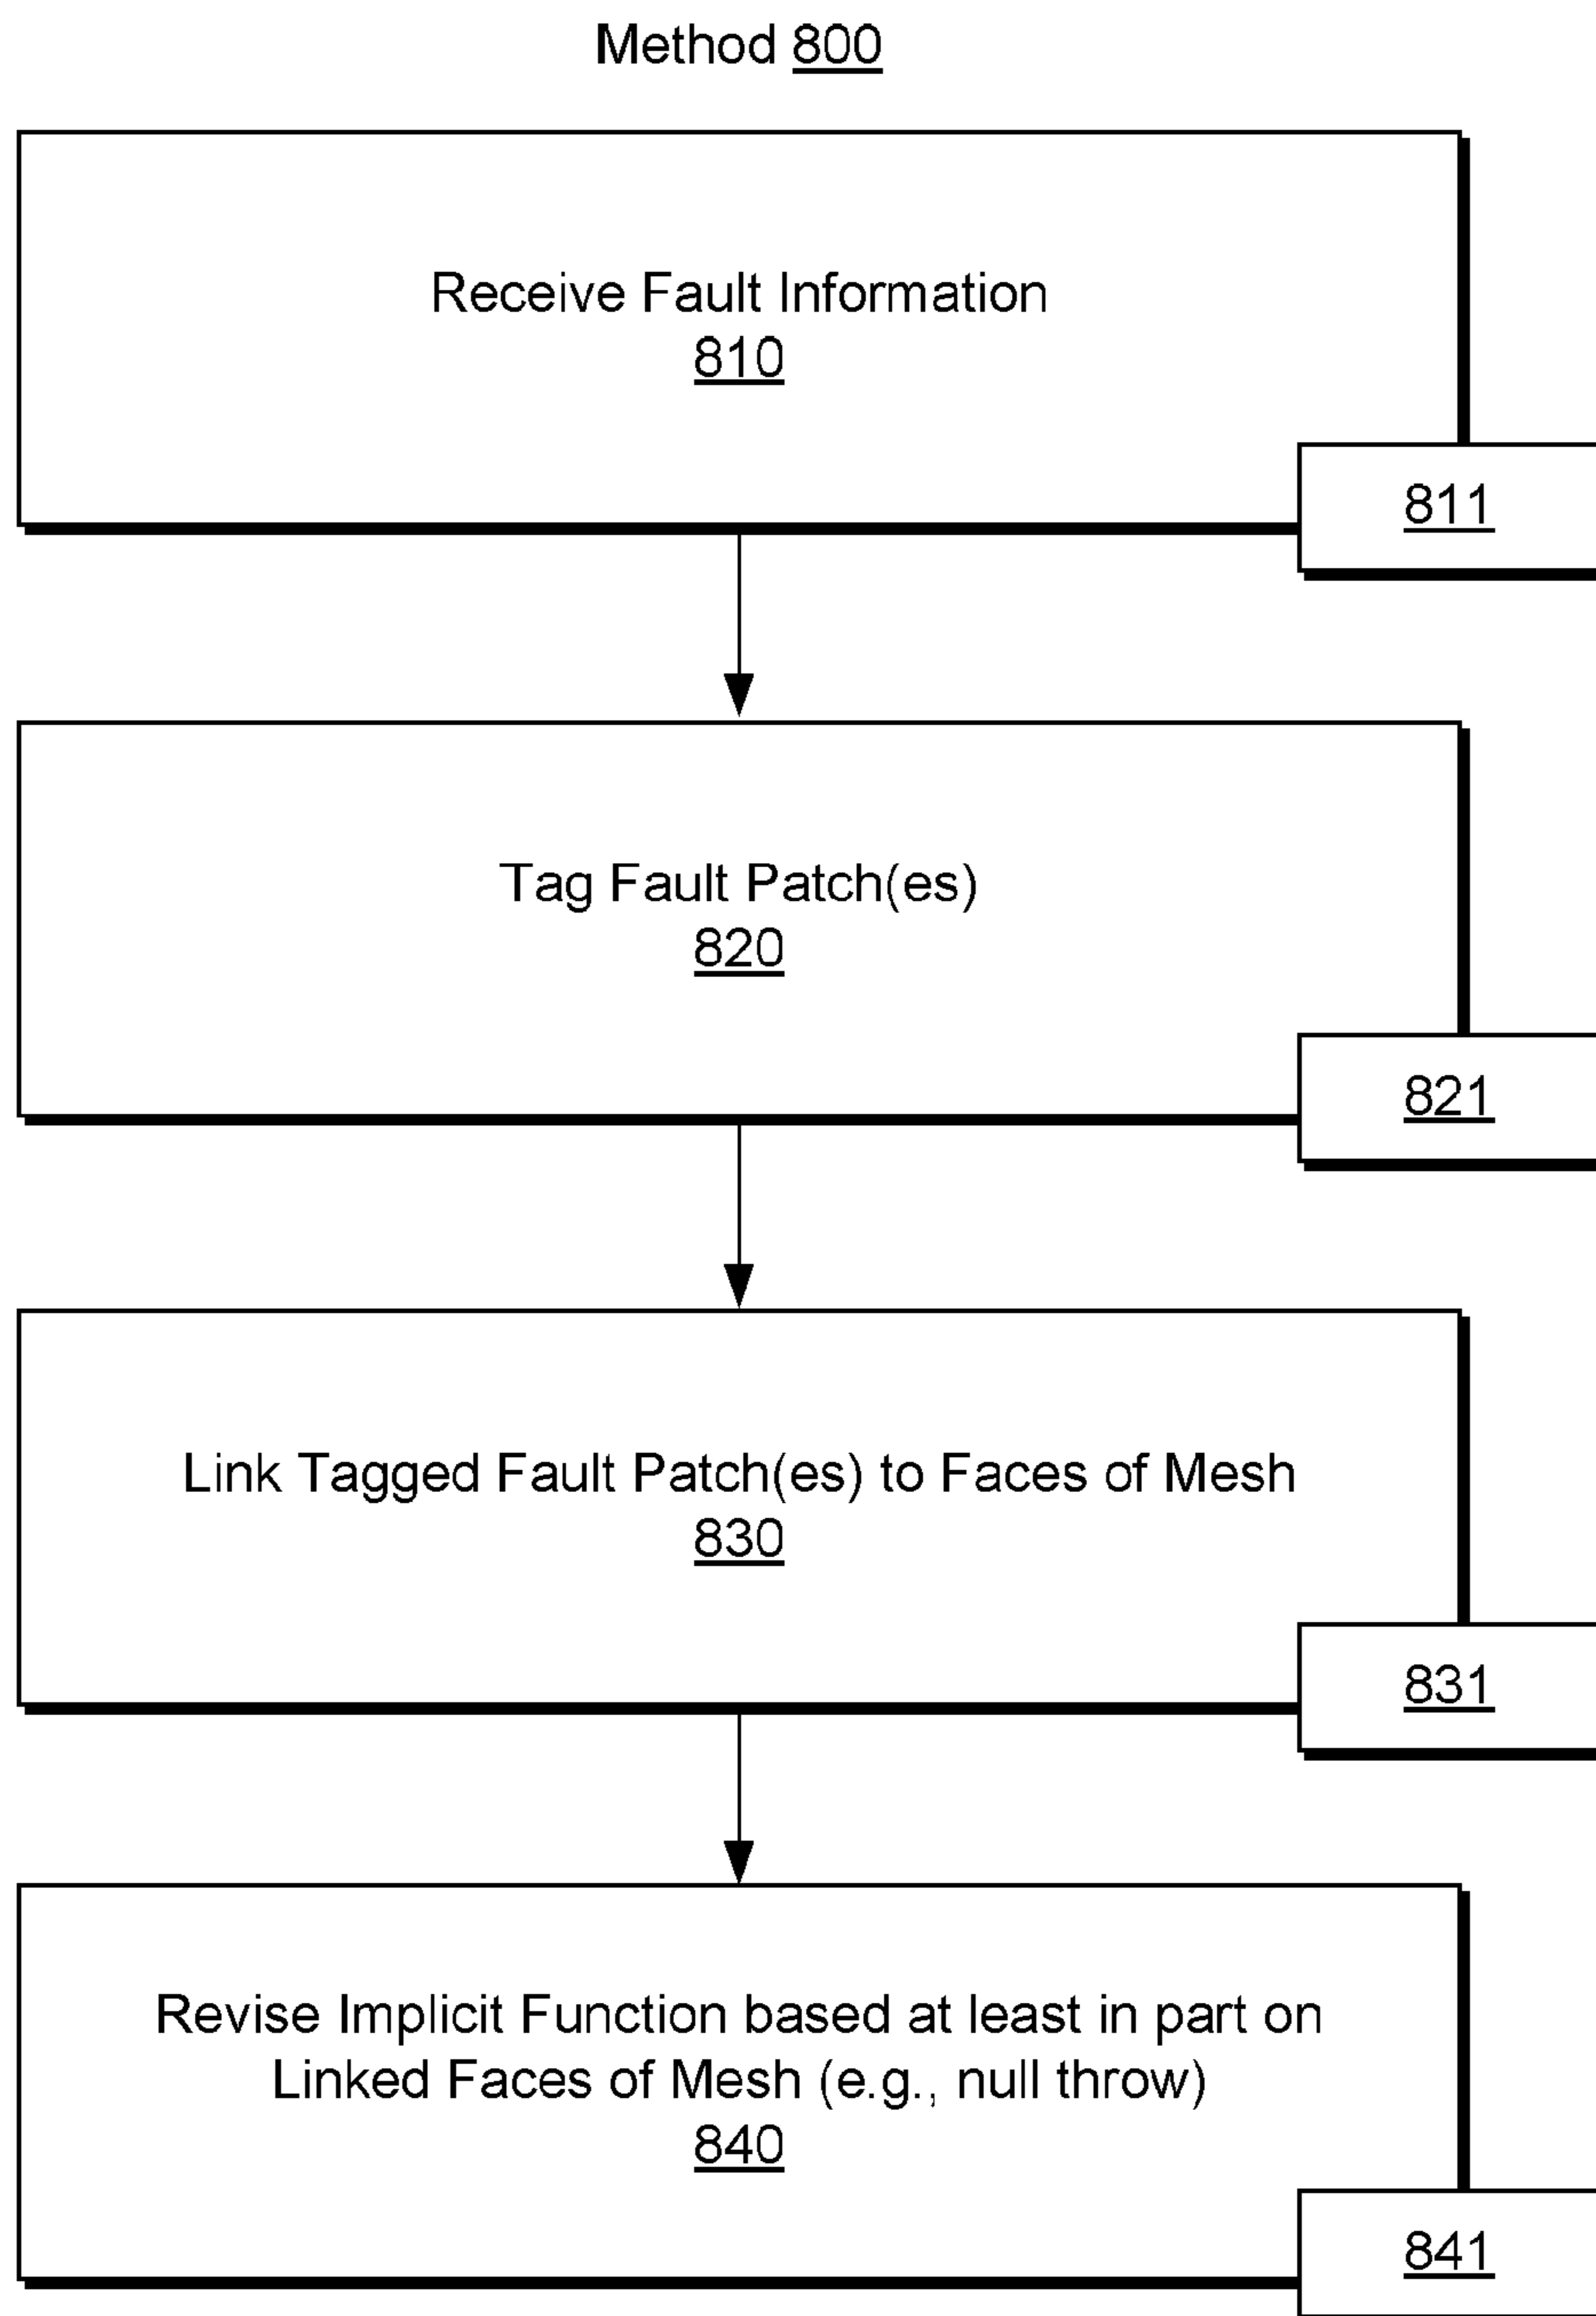 Method 800
Receive Fault Information
810
811
Tag Fault Patch(es)
820
821
Link Tagged Fault Patch(es) to Faces of Mesh
830
831
Revise Implicit Function based at least in part on
Linked Faces of Mesh (e.g., null throw)
840
841